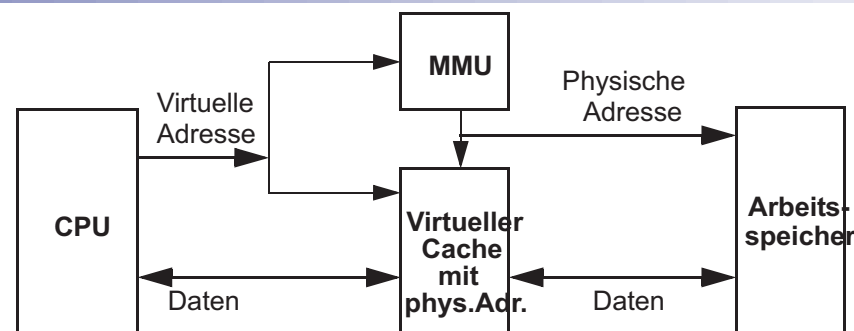 MMU
Physische
Adresse
Virtuelle
Adresse
CPU
Virtueller
Cache
mit
phys.Adr.
Arbeits-
speicher
Daten
Daten